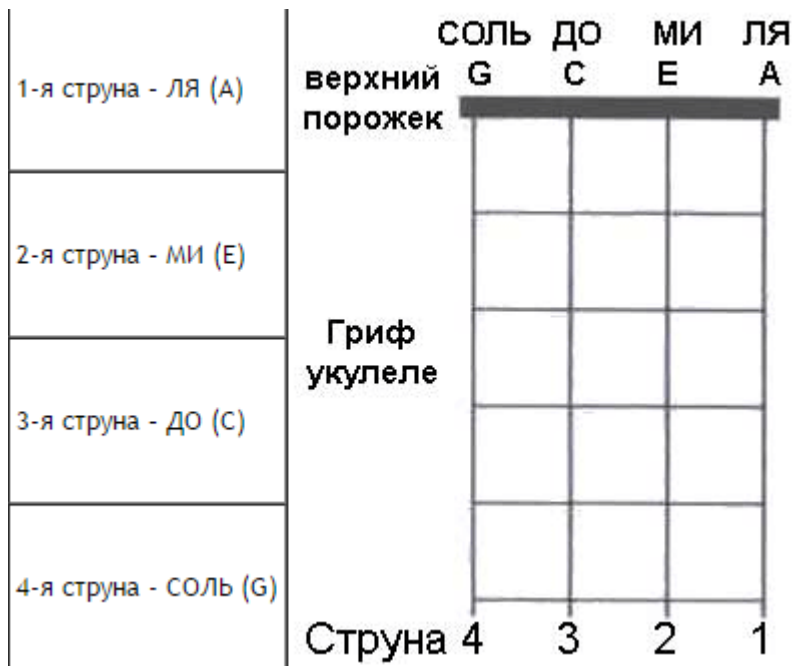 1-я струна - ЛЯ (A)
2-я струна - МИ (E)
3-я струна - ДО (C)
4-я струна - СОЛЬ (G)
СОЛЬ ДО МИ ЛЯ
G C E A
верхний
порожек
Гриф
укулеле
Струна 4 3 2 1